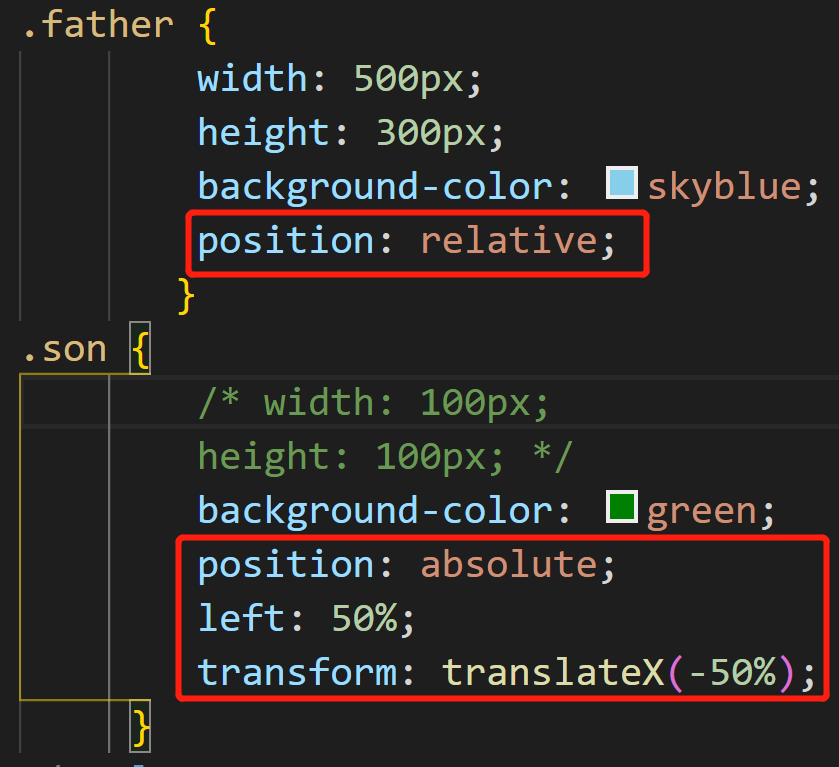 .father {
width: 500px;
height: 300px;
background-color: skyblue;
position: relative;
}
.son {
/* width: 100px;
height: 100px; */
background-color: green;
position: absolute;
left: 50%;
transform: translateX(-50%);
}